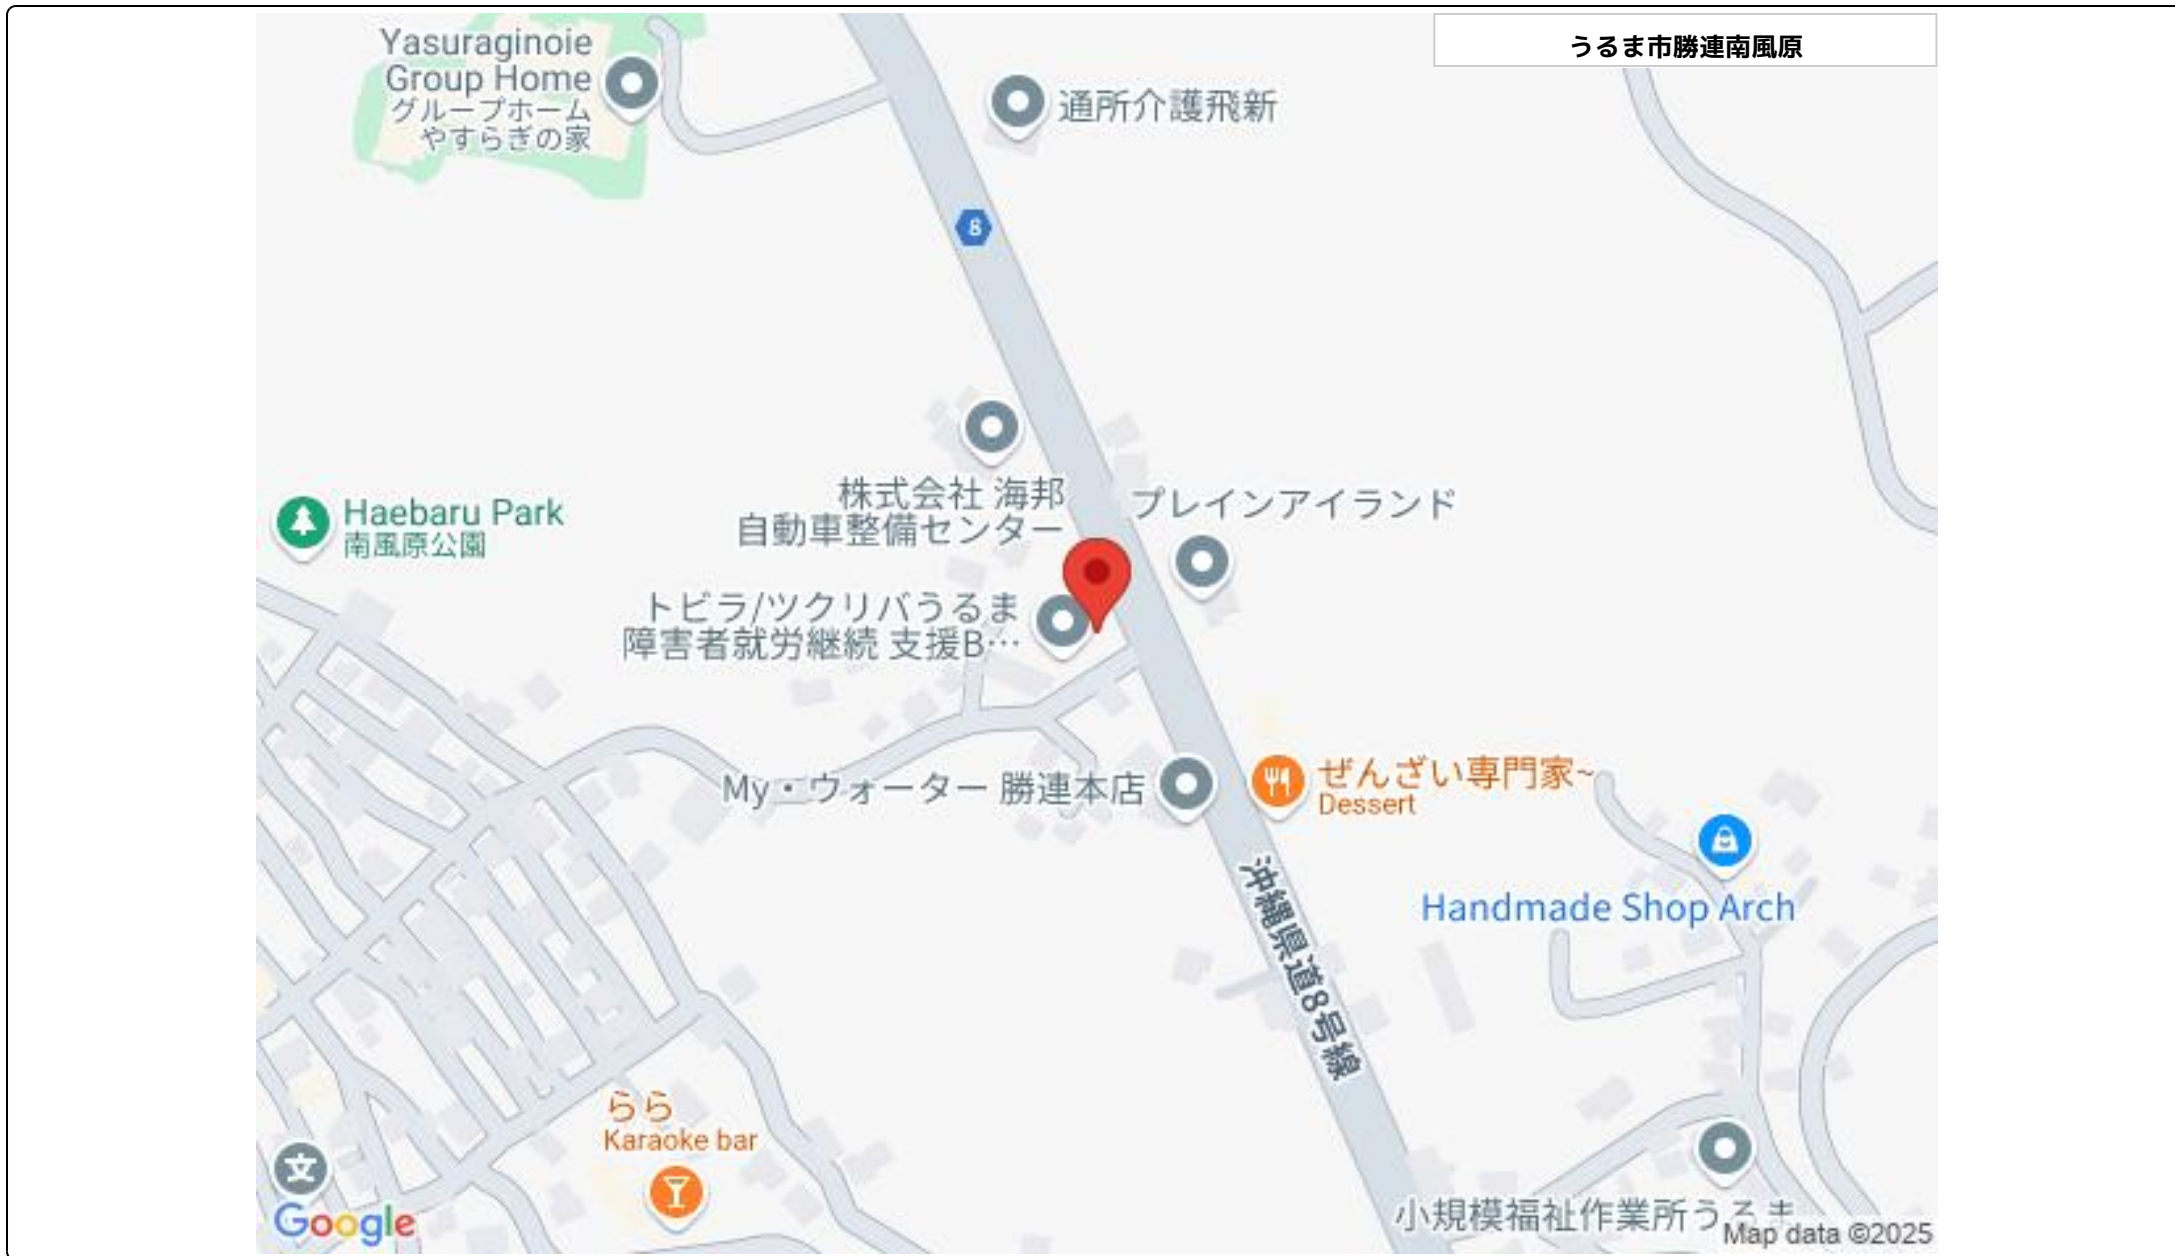 うるま市勝連南風原
Yasuraginoie
Group Home
グループホーム
やすらぎの家
通所介護飛新
8
株式会社 海邦
自動車整備センター
プレインアイランド
Haebaru Park
南風原公園
トビラ/ツクリバうるま
障害者就労継続 支援B…
My・ウォーター 勝連本店
ぜんざい専門家~
Dessert
沖縄県道8号線
Handmade Shop Arch
らら
Karaoke bar
文
小規模福祉作業所うるま
Google
Map data ©2025